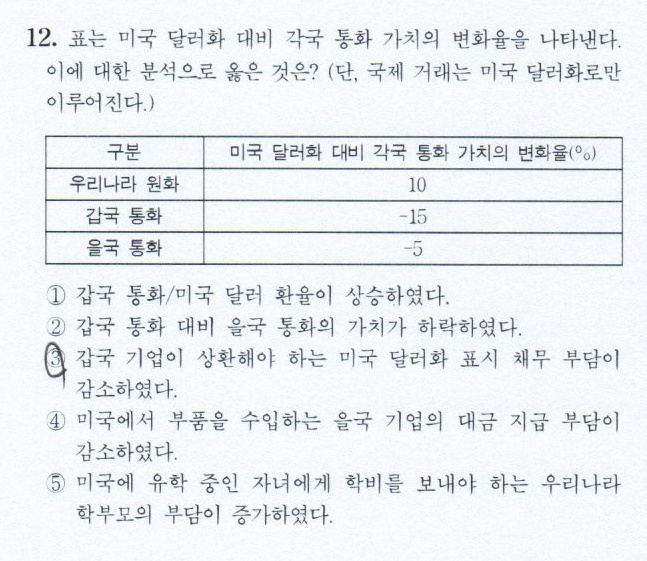 12. 표는 미국 달러화 대비 각국 통화 가치의 변화율을 나타낸다.
이에 대한 분석으로 옳은 것은? (단, 국제 거래는 미국 달러화로만
이루어진다.)
구분 미국 달러화 대비 각국 통화 가치의 변화율(%)
우리나라 원화 10
갑국 통화 -15
을국 통화 -5
① 갑국 통화/미국 달러 환율이 상승하였다.
② 갑국 통화 대비 을국 통화의 가치가 하락하였다.
③ 갑국 기업이 상환해야 하는 미국 달러화 표시 채무 부담이
감소하였다.
④ 미국에서 부품을 수입하는 을국 기업의 대금 지급 부담이
감소하였다.
⑤ 미국에 유학 중인 자녀에게 학비를 보내야 하는 우리나라
학부모의 부담이 증가하였다.